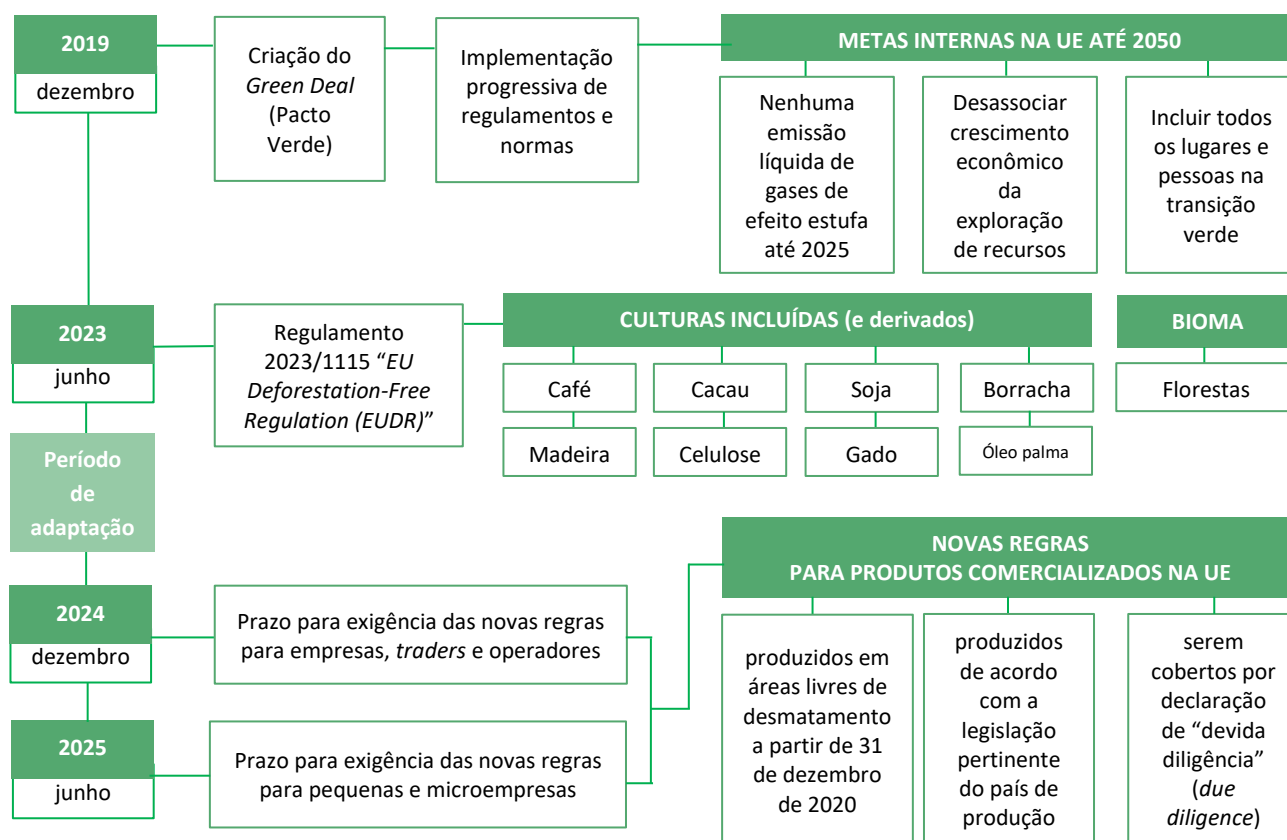 2019
dezembro
Criação do
Green Deal
(Pacto
Verde)
Implementação
progressiva de
regulamentos e
normas
METAS INTERNAS NA UE ATÉ 2050
Nenhuma
emissão
líquida de
gases de
efeito estufa
até 2025
Desassociar
crescimento
econômico
da
exploração
de recursos
Incluir todos
os lugares e
pessoas na
transição
verde
2023
junho
Regulamento
2023/1115 “EU
Deforestation-Free
Regulation (EUDR)”
CULTURAS INCLUÍDAS (e derivados)
Café
Cacau
Soja
Borracha
Madeira
Celulose
Gado
Óleo palma
BIOMA
Florestas
Período
de
adaptação
2024
dezembro
Prazo para exigência das novas regras
para empresas, traders e operadores
2025
junho
Prazo para exigência das novas regras
para pequenas e microempresas
NOVAS REGRAS
PARA PRODUTOS COMERCIALIZADOS NA UE
produzidos em
áreas livres de
desmatamento
a partir de 31
de dezembro
de 2020
produzidos
de acordo
com a
legislação
pertinente
do país de
produção
serem
cobertos por
declaração
de “devida
diligência”
(due
diligence)